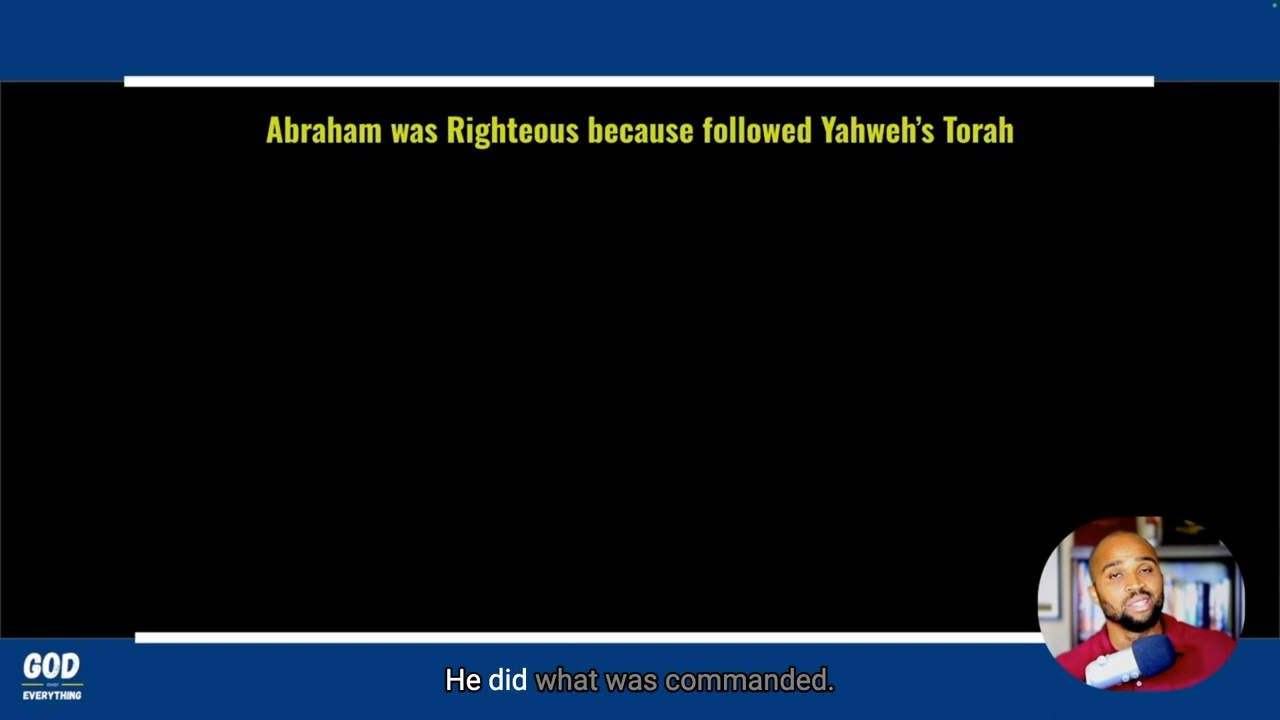 Abraham was Righteous because followed Yahweh's Torah
GOD
EVERYTHING
He did what was commanded.